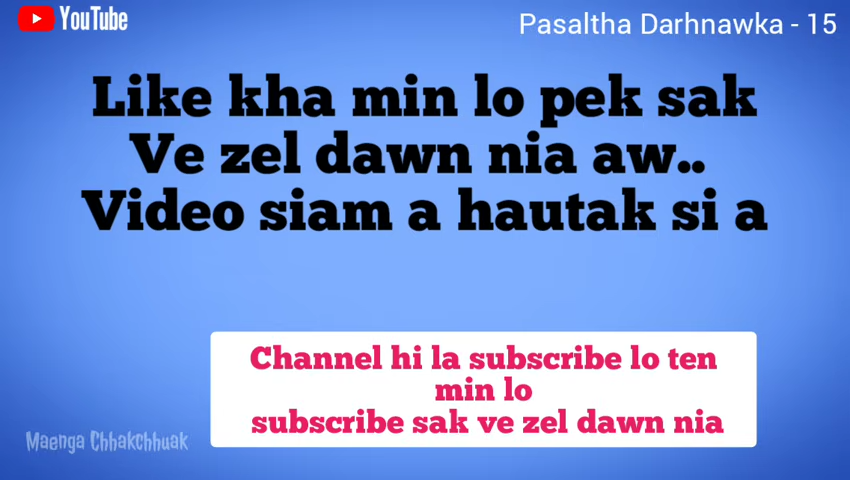 YouTube
Pasaltha Darhnawka - 15
Like kha min lo pek sak
Ve zel dawn nia aw..
Video siam a hautak si a
Channel hi la subscribe lo ten
min lo
subscribe sak ve zel dawn nia
Maenga Chhakchhuak